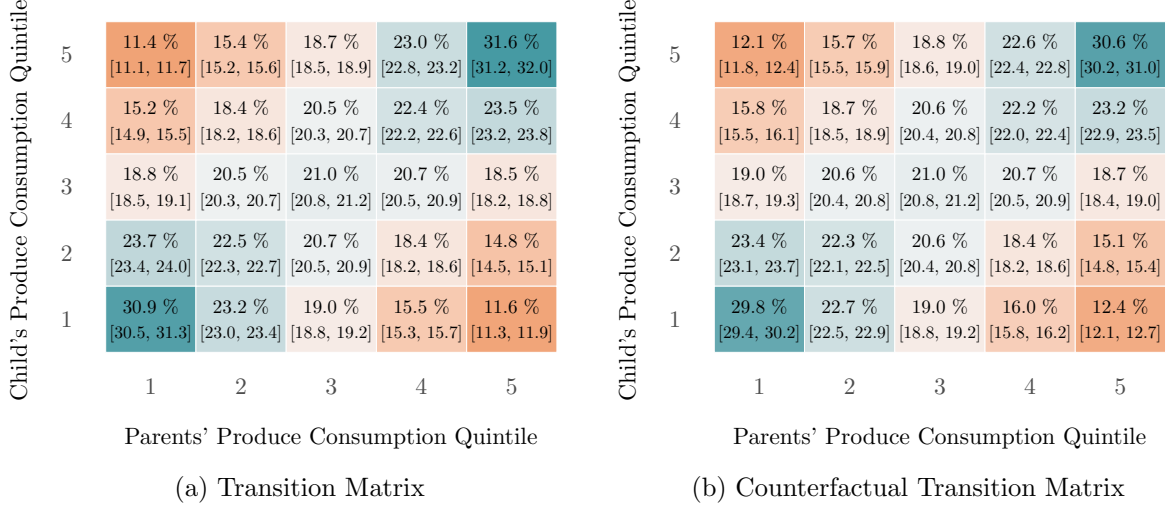 Child's Produce Consumption Quintile
5
11.4 % 15.4 % 18.7 % 23.0 % 31.6 %
[11.1, 11.7] [15.2, 15.6] [18.5, 18.9] [22.8, 23.2] [31.2, 32.0]
4
15.2 % 18.4 % 20.5 % 22.4 % 23.5 %
[14.9, 15.5] [18.2, 18.6] [20.3, 20.7] [22.2, 22.6] [23.2, 23.8]
3
18.8 % 20.5 % 21.0 % 20.7 % 18.5 %
[18.5, 19.1] [20.3, 20.7] [20.8, 21.2] [20.5, 20.9] [18.2, 18.8]
2
23.7 % 22.5 % 20.7 % 18.4 % 14.8 %
[23.4, 24.0] [22.3, 22.7] [20.5, 20.9] [18.2, 18.6] [14.5, 15.1]
1
30.9 % 23.2 % 19.0 % 15.5 % 11.6 %
[30.5, 31.3] [23.0, 23.4] [18.8, 19.2] [15.3, 15.7] [11.3, 11.9]
1 2 3 4 5
Parents' Produce Consumption Quintile
(a) Transition Matrix
Child's Produce Consumption Quintile
5
12.1 % 15.7 % 18.8 % 22.6 % 30.6 %
[11.8, 12.4] [15.5, 15.9] [18.6, 19.0] [22.4, 22.8] [30.2, 31.0]
4
15.8 % 18.7 % 20.6 % 22.2 % 23.2 %
[15.5, 16.1] [18.5, 18.9] [20.4, 20.8] [22.0, 22.4] [22.9, 23.5]
3
19.0 % 20.6 % 21.0 % 20.7 % 18.7 %
[18.7, 19.3] [20.4, 20.8] [20.8, 21.2] [20.5, 20.9] [18.4, 19.0]
2
23.4 % 22.3 % 20.6 % 18.4 % 15.1 %
[23.1, 23.7] [22.1, 22.5] [20.4, 20.8] [18.2, 18.6] [14.8, 15.4]
1
29.8 % 22.7 % 19.0 % 16.0 % 12.4 %
[29.4, 30.2] [22.5, 22.9] [18.8, 19.2] [15.8, 16.2] [12.1, 12.7]
1 2 3 4 5
Parents' Produce Consumption Quintile
(b) Counterfactual Transition Matrix